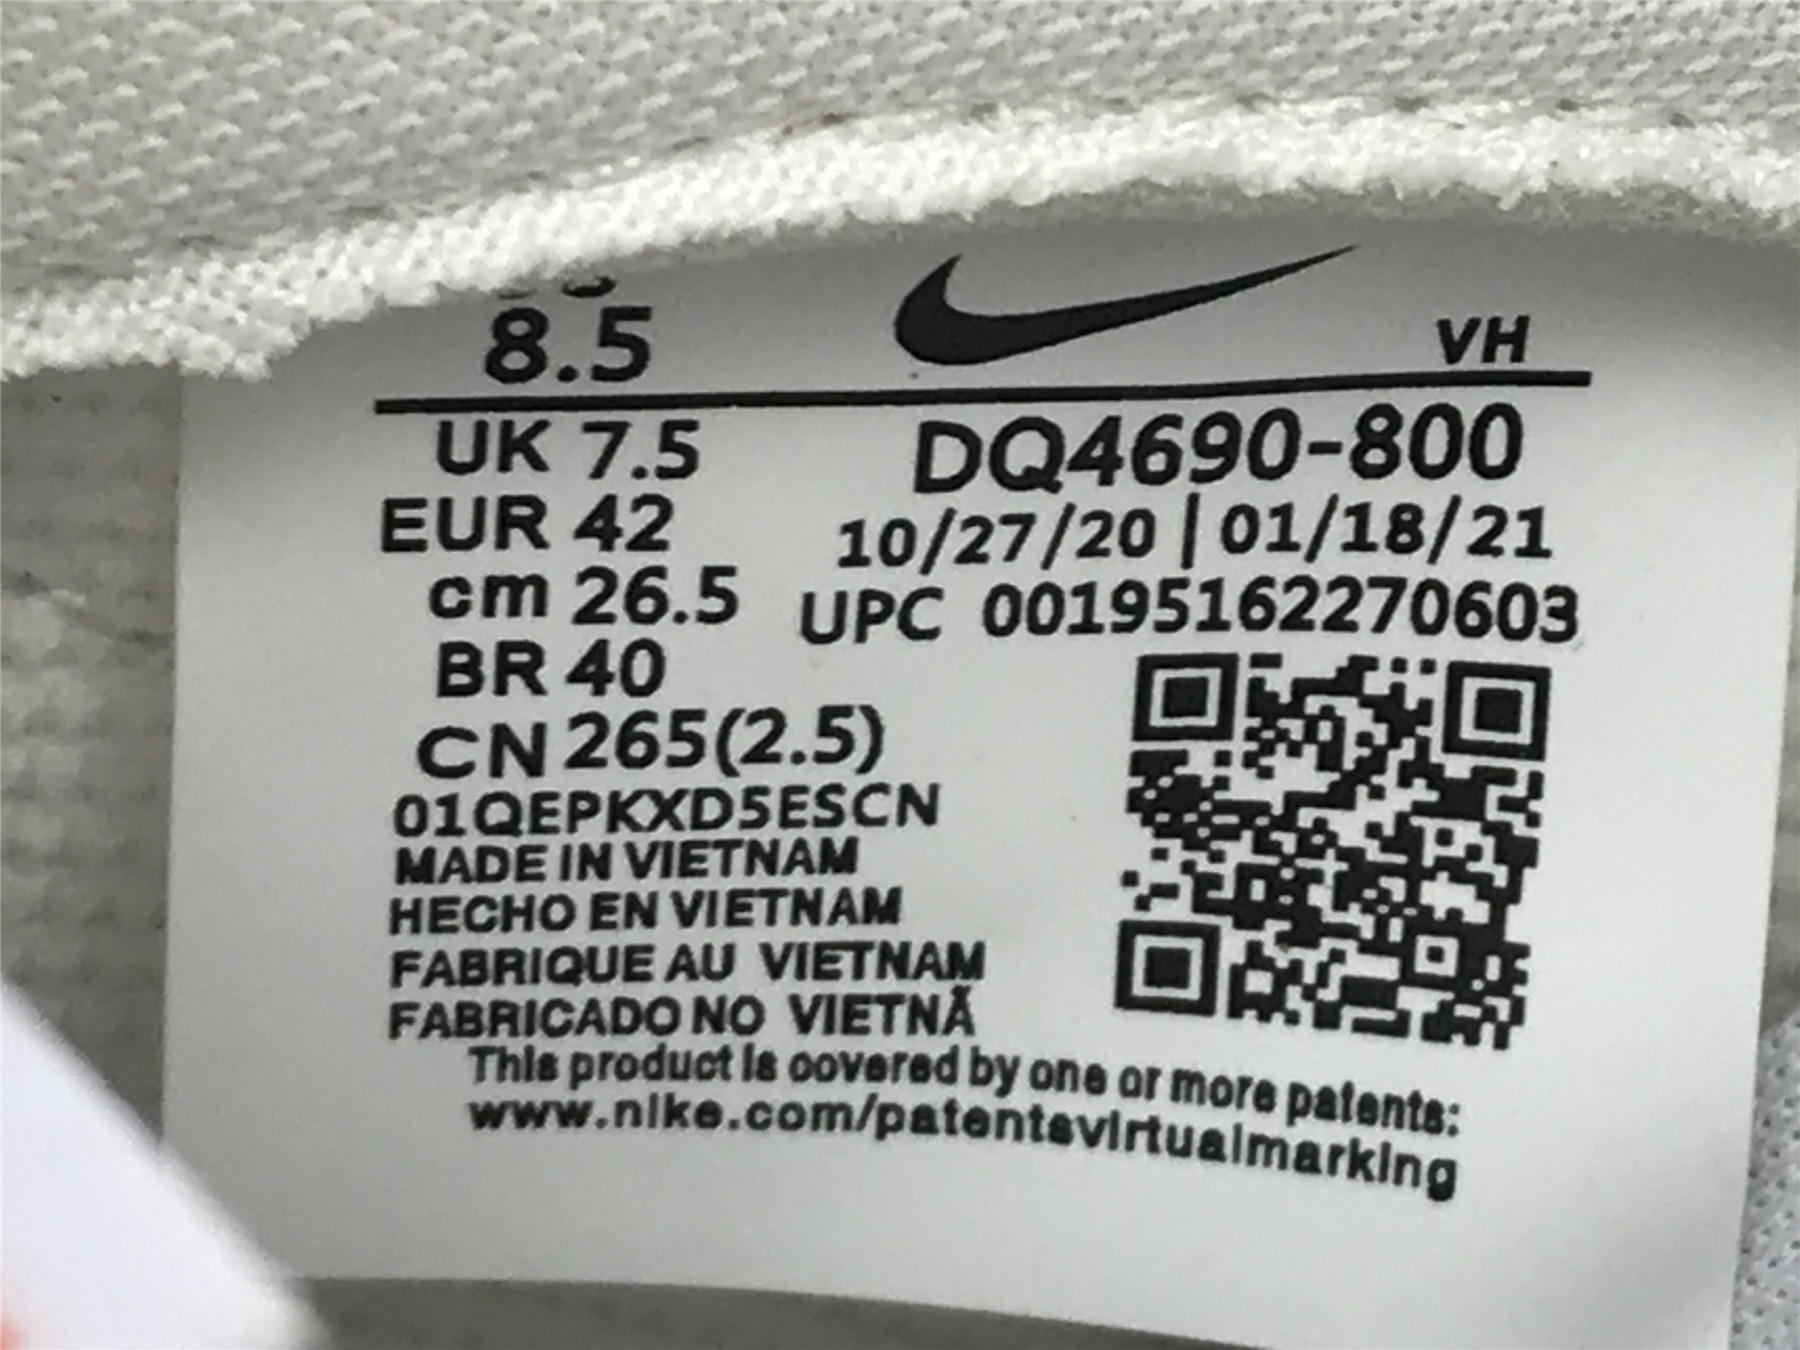 8.5
VH
UK 7.5
DQ4690-800
EUR 42
10/27/20 | 01/18/21
cm 26.5
UPC 00195162270603
BR 40
CN 265(2.5)
01QEPKXD5ESCN
MADE IN VIETNAM
HECHO EN VIETNAM
FABRIQUE AU VIETNAM
FABRICADO NO VIETNÃ
This product is covered by one or more patents:
www.nike.com/patentsvirtualmarking